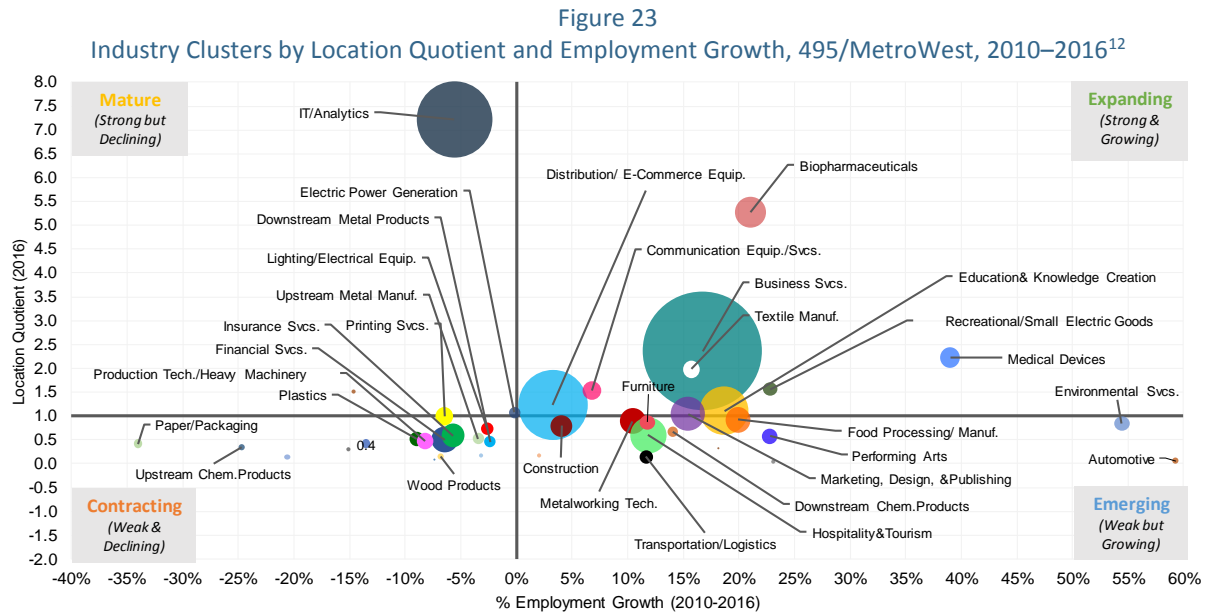 Figure 23
Industry Clusters by Location Quotient and Employment Growth, 495/MetroWest, 2010–2016¹²
Location Quotient (2016)
8.0
7.5
7.0
6.5
6.0
5.5
5.0
4.5
4.0
3.5
3.0
2.5
2.0
1.5
1.0
0.5
0.0
-0.5
-1.0
-1.5
-2.0
Mature
(Strong but
Declining)
Expanding
(Strong &
Growing)
IT/Analytics
Distribution/ E-Commerce Equip.
Biopharmaceuticals
Electric Power Generation
Downstream Metal Products
Communication Equip./Svcs.
Lighting/Electrical Equip.
Education& Knowledge Creation
Business Svcs.
Upstream Metal Manuf.
Textile Manuf.
Recreational/Small Electric Goods
Insurance Svcs.
Printing Svcs.
Financial Svcs.
Medical Devices
Production Tech./Heavy Machinery
Furniture
Plastics
Environmental Svcs.
Paper/Packaging
Food Processing/ Manuf.
0.4
Performing Arts
Automotive
Upstream Chem.Products
Construction
Wood Products
Marketing, Design, &Publishing
Metalworking Tech.
Downstream Chem.Products
Hospitality&Tourism
Transportation/Logistics
Contracting
(Weak &
Declining)
Emerging
(Weak but
Growing)
-40% -35% -30% -25% -20% -15% -10% -5% 0% 5% 10% 15% 20% 25% 30% 35% 40% 45% 50% 55% 60%
% Employment Growth (2010-2016)